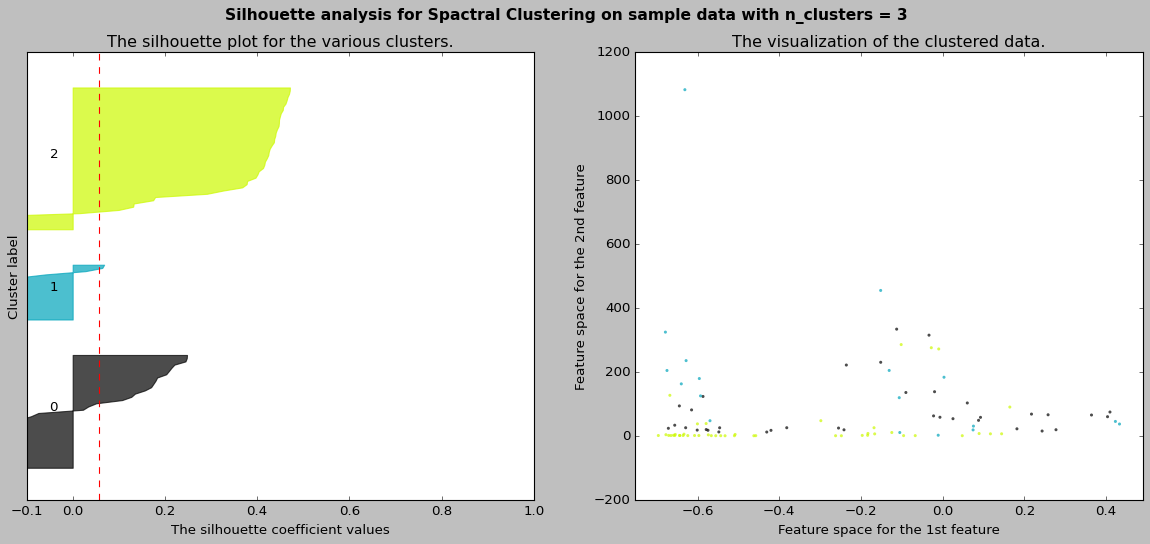 Silhouette analysis for Spactral Clustering on sample data with n_clusters = 3
The silhouette plot for the various clusters.
Cluster label
2
1
0
−0.1 0.0 0.2 0.4 0.6 0.8 1.0
The silhouette coefficient values
The visualization of the clustered data.
Feature space for the 2nd feature
1200
1000
800
600
400
200
0
−200
−0.6 −0.4 −0.2 0.0 0.2 0.4
Feature space for the 1st feature